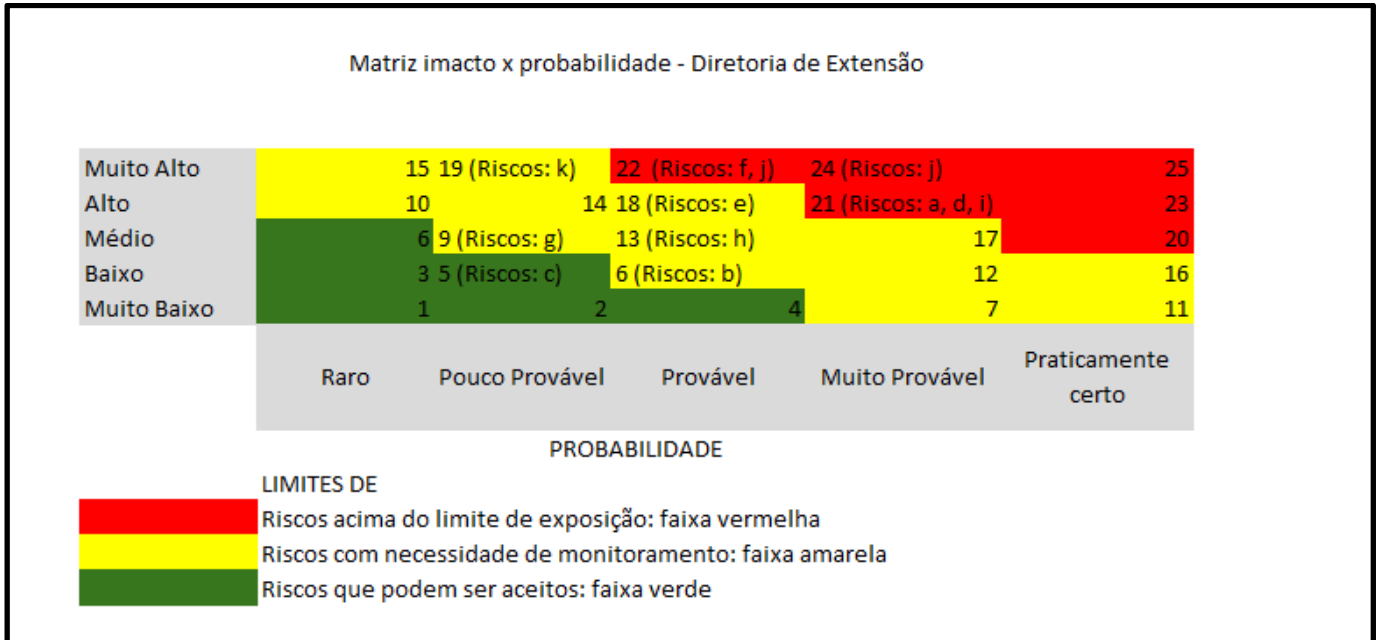 Matriz imacto x probabilidade - Diretoria de Extensão
Muito Alto 15 19 (Riscos: k) 22 (Riscos: f, j) 24 (Riscos: j) 25
Alto 10 14 18 (Riscos: e) 21 (Riscos: a, d, i) 23
Médio 6 9 (Riscos: g) 13 (Riscos: h) 17 20
Baixo 3 5 (Riscos: c) 6 (Riscos: b) 12 16
Muito Baixo 1 2 4 7 11
Raro Pouco Provável Provável Muito Provável Praticamente certo
PROBABILIDADE
LIMITES DE
Riscos acima do limite de exposição: faixa vermelha
Riscos com necessidade de monitoramento: faixa amarela
Riscos que podem ser aceitos: faixa verde